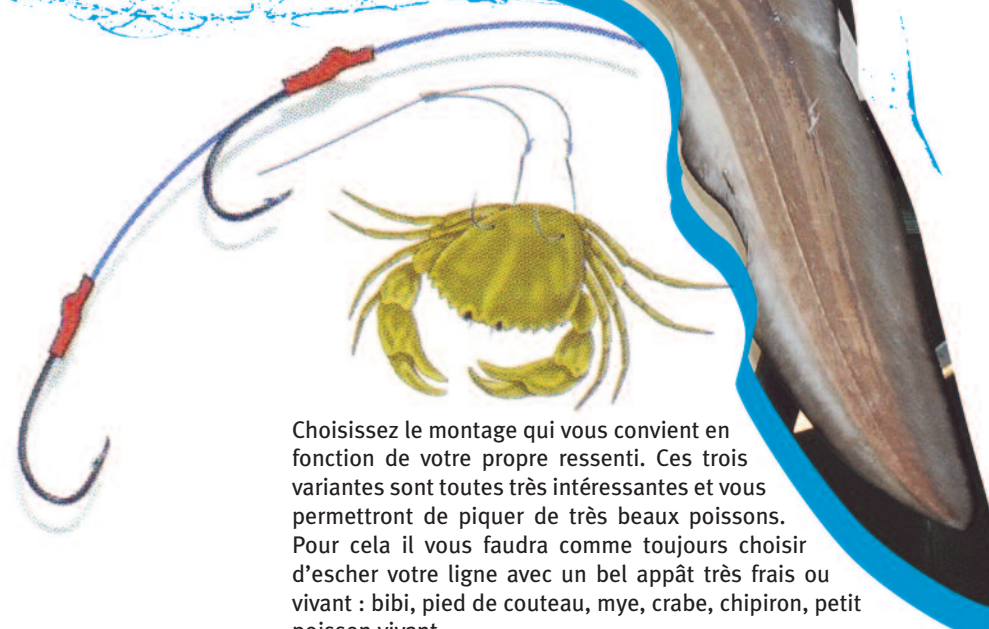 Choisissez le montage qui vous convient en
fonction de votre propre ressenti. Ces trois
variantes sont toutes très intéressantes et vous
permettront de piquer de très beaux poissons.
Pour cela il vous faudra comme toujours choisir
d'escher votre ligne avec un bel appât très frais ou
vivant : bibi, pied de couteau, mye, crabe, chipiron, petit
poisson vivant